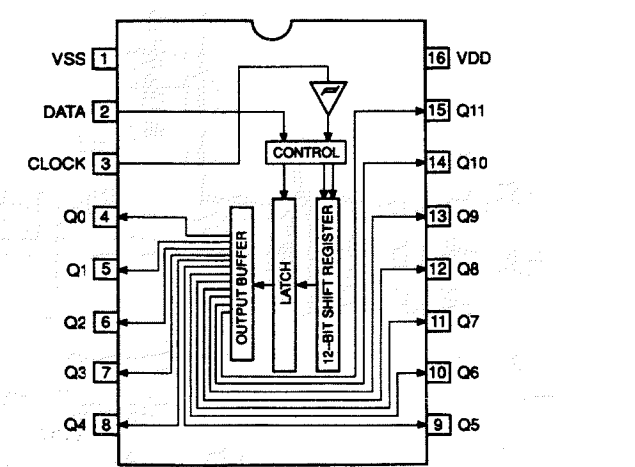 VSS 1
16 VDD
DATA 2
15 Q11
CLOCK 3
14 Q10
CONTROL
Q0 4
13 Q9
Q1 5
12 Q8
OUTPUT BUFFER
LATCH
12-BIT SHIFT REGISTER
Q2 6
11 Q7
Q3 7
10 Q6
Q4 8
9 Q5